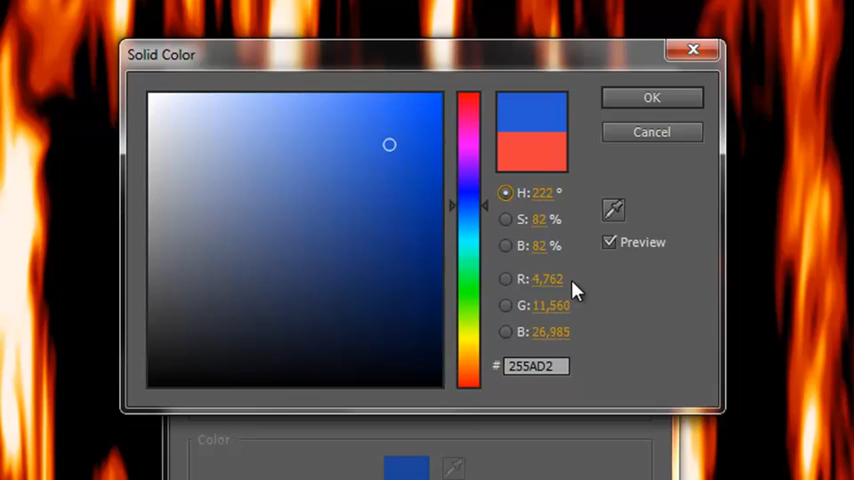 Solid Color
OK
Cancel
H: 222 °
S: 82 %
B: 82 %
Preview
R: 4,762
G: 11,560
B: 26,985
# 255AD2
Color